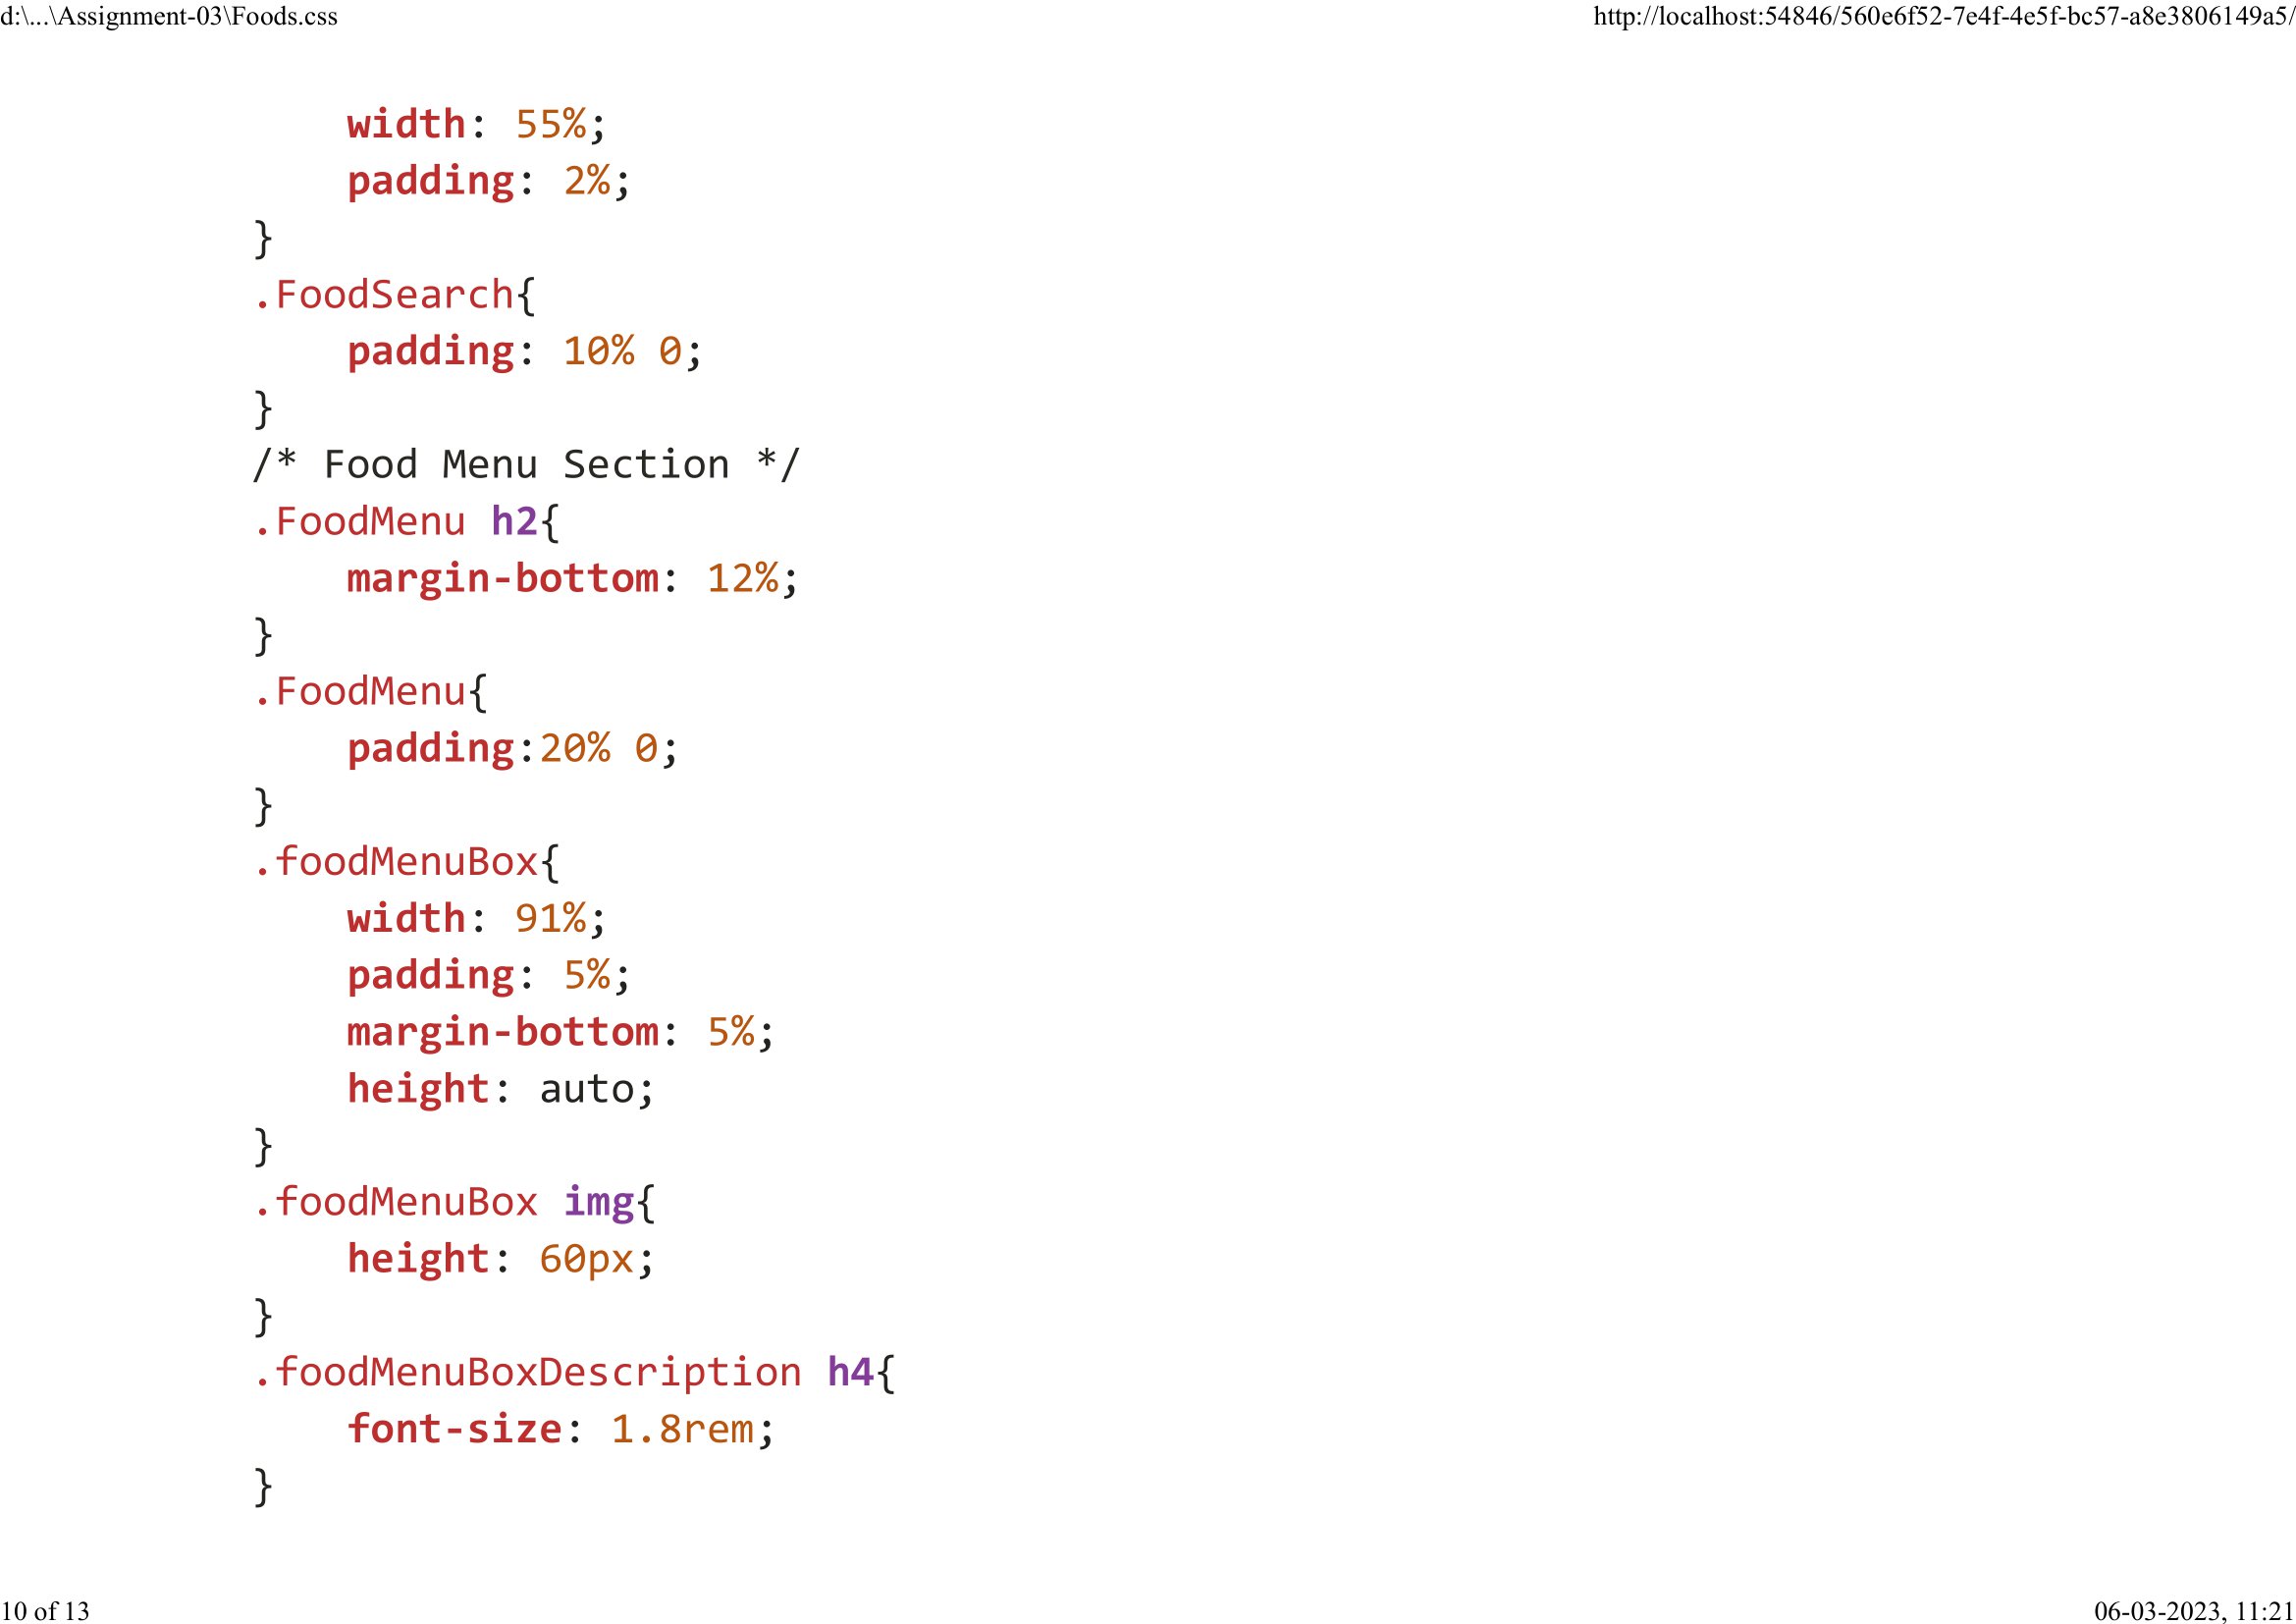 d:\...\Assignment-03\Foods.css http://localhost:54846/560e6f52-7e4f-4e5f-bc57-a8e3806149a5/
    width: 55%;
    padding: 2%;
}
.FoodSearch{
    padding: 10% 0;
}
/* Food Menu Section */
.FoodMenu h2{
    margin-bottom: 12%;
}
.FoodMenu{
    padding:20% 0;
}
.foodMenuBox{
    width: 91%;
    padding: 5%;
    margin-bottom: 5%;
    height: auto;
}
.foodMenuBox img{
    height: 60px;
}
.foodMenuBoxDescription h4{
    font-size: 1.8rem;
}
10 of 13 06-03-2023, 11:21